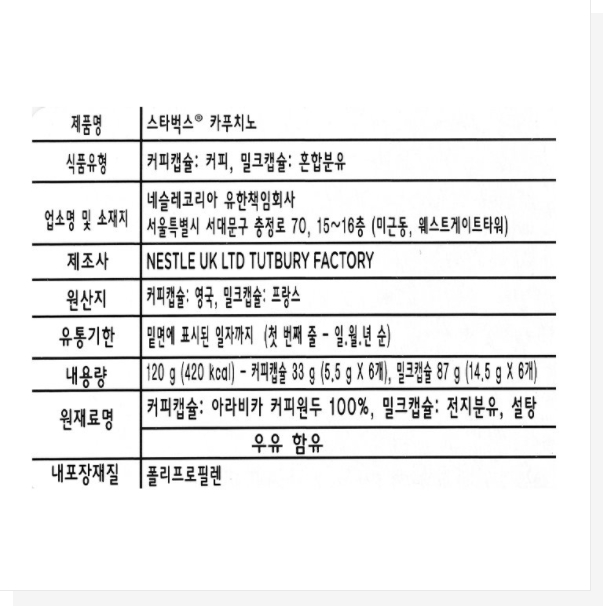 제품명 스타벅스® 카푸치노
식품유형 커피캡슐: 커피, 밀크캡슐: 혼합분유
업소명 및 소재지 네슬레코리아 유한책임회사
서울특별시 서대문구 충정로 70, 15~16층 (미근동, 웨스트게이트타워)
제조사 NESTLE UK LTD TUTBURY FACTORY
원산지 커피캡슐: 영국, 밀크캡슐: 프랑스
유통기한 밑면에 표시된 일자까지 (첫 번째 줄 - 일.월.년 순)
내용량 120 g (420 kcal) - 커피캡슐 33 g (5.5 g X 6개), 밀크캡슐 87 g (14.5 g X 6개)
원재료명 커피캡슐: 아라비카 커피원두 100%, 밀크캡슐: 전지분유, 설탕
우유 함유
내포장재질 폴리프로필렌